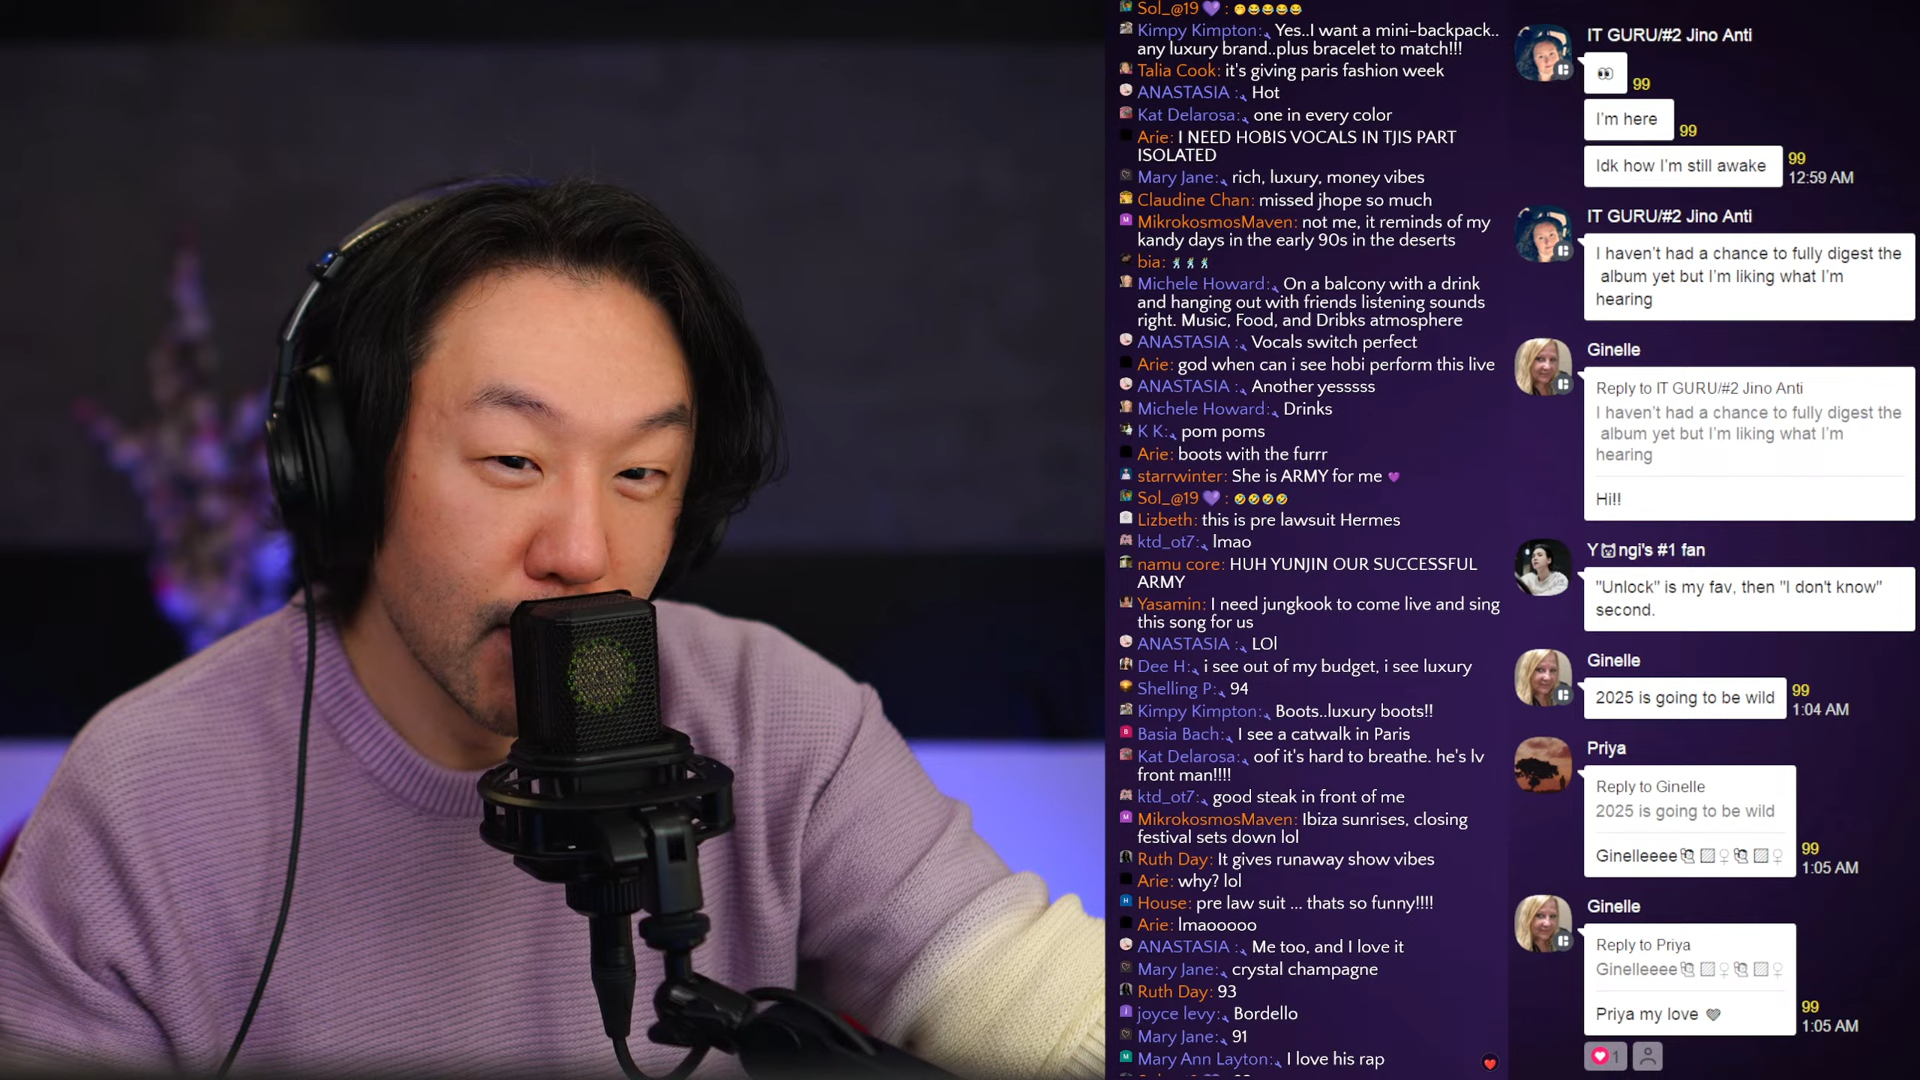 Sol_@19💜: 🤭😂😂😂😂
Kimpy Kimpton: Yes..I want a mini-backpack..
any luxury brand..plus bracelet to match!!!
Talia Cook: it's giving paris fashion week
ANASTASIA : Hot
Kat Delarosa: one in every color
Arie: I NEED HOBIS VOCALS IN TJIS PART
ISOLATED
Mary Jane: rich, luxury, money vibes
Claudine Chan: missed jhope so much
MikrokosmosMaven: not me, it reminds of my
kandy days in the early 90s in the deserts
bia:
Michele Howard: On a balcony with a drink
and hanging out with friends listening sounds
right. Music, Food, and Dribks atmosphere
ANASTASIA : Vocals switch perfect
Arie: god when can i see hobi perform this live
ANASTASIA : Another yesssss
Michele Howard: Drinks
K K: pom poms
Arie: boots with the furrr
starrwinter: She is ARMY for me 💜
Sol_@19💜: 🤣🤣🤣🤣
Lizbeth: this is pre lawsuit Hermes
ktd_ot7: lmao
namu core: HUH YUNJIN OUR SUCCESSFUL
ARMY
Yasamin: I need jungkook to come live and sing
this song for us
ANASTASIA : LOl
Dee H: i see out of my budget, i see luxury
Shelling P: 94
Kimpy Kimpton: Boots..luxury boots!!
Basia Bach: I see a catwalk in Paris
Kat Delarosa: oof it's hard to breathe. he's lv
front man!!!!
ktd_ot7: good steak in front of me
MikrokosmosMaven: Ibiza sunrises, closing
festival sets down lol
Ruth Day: It gives runaway show vibes
Arie: why? lol
House: pre law suit ... thats so funny!!!!
Arie: lmaooooo
ANASTASIA : Me too, and I love it
Mary Jane: crystal champagne
Ruth Day: 93
joyce levy: Bordello
Mary Jane: 91
Mary Ann Layton: I love his rap
IT GURU/#2 Jino Anti
👀
99
I'm here
99
Idk how I'm still awake
99
12:59 AM
IT GURU/#2 Jino Anti
I haven't had a chance to fully digest the
album yet but I'm liking what I'm
hearing
Ginelle
Reply to IT GURU/#2 Jino Anti
I haven't had a chance to fully digest the
album yet but I'm liking what I'm
hearing
Hi!!
Y🐱ngi's #1 fan
"Unlock" is my fav, then "I don't know"
second.
Ginelle
2025 is going to be wild
99
1:04 AM
Priya
Reply to Ginelle
2025 is going to be wild
Ginelleeee
99
1:05 AM
Ginelle
Reply to Priya
Ginelleeee
Priya my love
99
1:05 AM
1